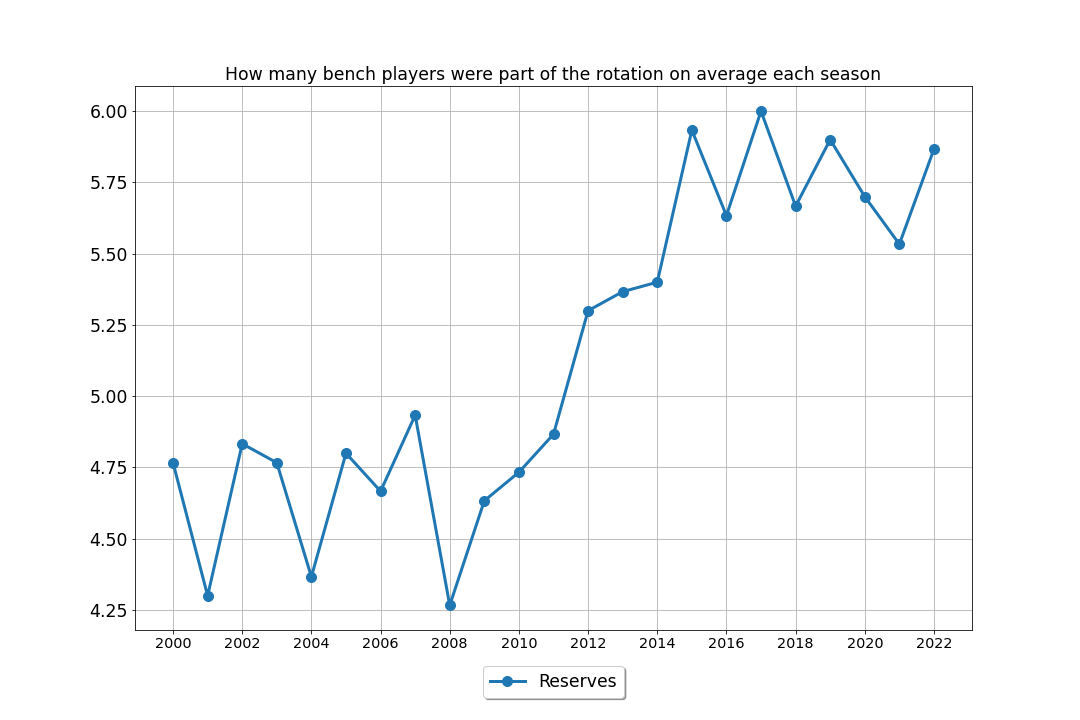 How many bench players were part of the rotation on average each season
6.00
5.75
5.50
5.25
5.00
4.75
4.50
4.25
2000 2002 2004 2006 2008 2010 2012 2014 2016 2018 2020 2022
Reserves